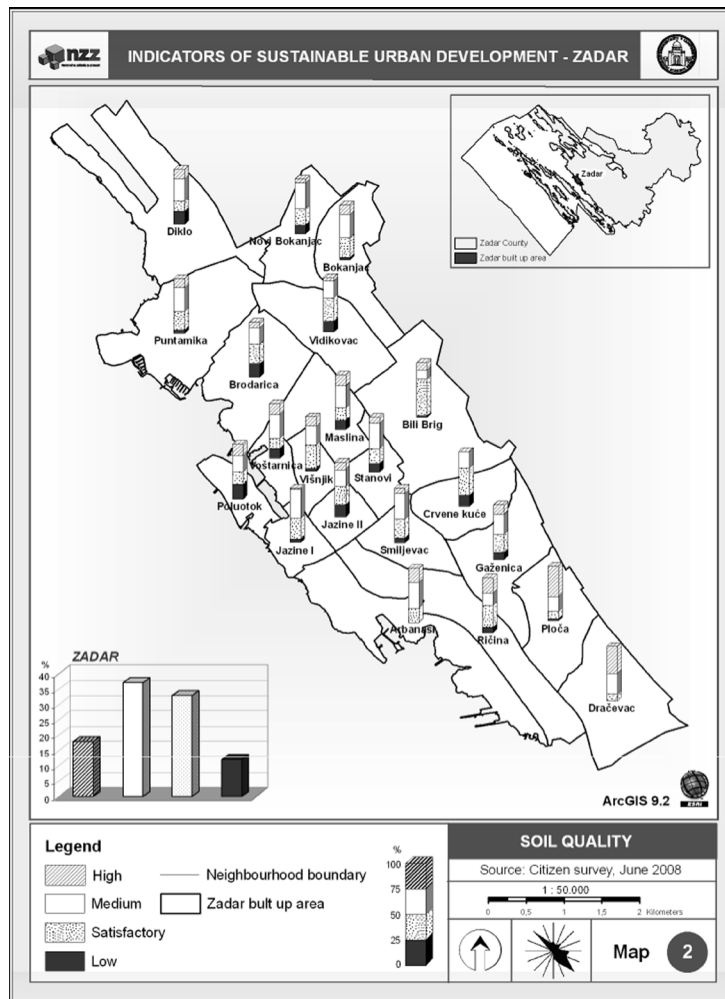 nzz
INDICATORS OF SUSTAINABLE URBAN DEVELOPMENT - ZADAR
Zadar
Zadar County
Zadar built up area
Diklo
Novi Bokanjac
Bokanjac
Puntamika
Vidikovac
Brodarica
Bili Brig
Maslina
Voštarnica
Višnjik
Stanovi
Poluotok
Jazine II
Crvene kuće
Jazine I
Smiljevac
Gaženica
Arbanasi
Ričina
Ploča
Dračevac
ZADAR
%
40
35
30
25
20
15
10
5
0
ArcGIS 9.2
ESRI
Legend
High
Medium
Satisfactory
Low
Neighbourhood boundary
Zadar built up area
%
100
75
50
25
0
SOIL QUALITY
Source: Citizen survey, June 2008
1 : 50.000
0 0,5 1 1,5 2 Kilometers
Map 2